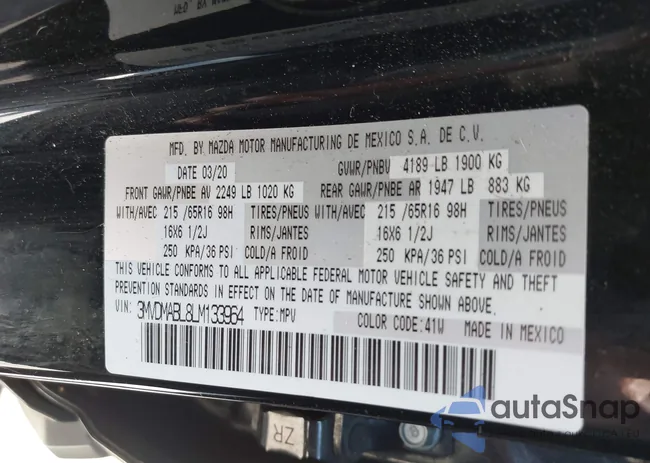 MFD. BY MAZDA MOTOR MANUFACTURING DE MEXICO S.A. DE C.V.
DATE 03/20 GVWR/PNBV 4189 LB 1900 KG
FRONT GAWR/PNBE AV 2249 LB 1020 KG REAR GAWR/PNBE AR 1947 LB 883 KG
WITH/AVEC 215 /65R16 98H TIRES/PNEUS WITH/AVEC 215 /65R16 98H TIRES/PNEUS
16X6 1/2J RIMS/JANTES 16X6 1/2J RIMS/JANTES
250 KPA/36 PSI COLD/A FROID 250 KPA/36 PSI COLD/A FROID
THIS VEHICLE CONFORMS TO ALL APPLICABLE FEDERAL MOTOR VEHICLE SAFETY AND THEFT
PREVENTION STANDARDS IN EFFECT ON THE DATE OF MANUFACTURE SHOWN ABOVE.
VIN: 3MVDMABL8LM133964 TYPE:MPV COLOR CODE:41W MADE IN MEXICO
ZR
autaSnap